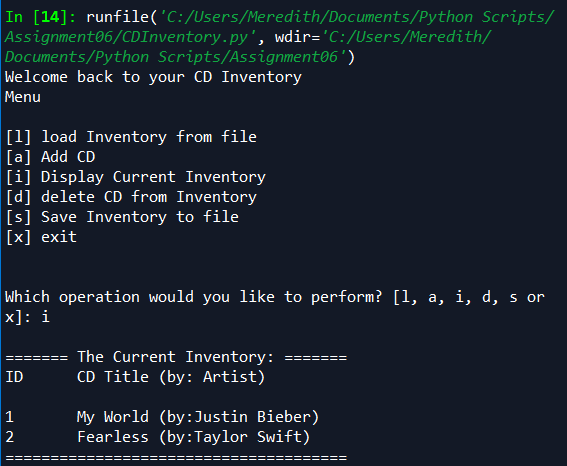 In [14]: runfile('C:/Users/Meredith/Documents/Python Scripts/
Assignment06/CDInventory.py', wdir='C:/Users/Meredith/
Documents/Python Scripts/Assignment06')
Welcome back to your CD Inventory
Menu
[l] load Inventory from file
[a] Add CD
[i] Display Current Inventory
[d] delete CD from Inventory
[s] Save Inventory to file
[x] exit
Which operation would you like to perform? [l, a, i, d, s or
x]: i
======= The Current Inventory: =======
ID      CD Title (by: Artist)
1       My World (by:Justin Bieber)
2       Fearless (by:Taylor Swift)
======================================